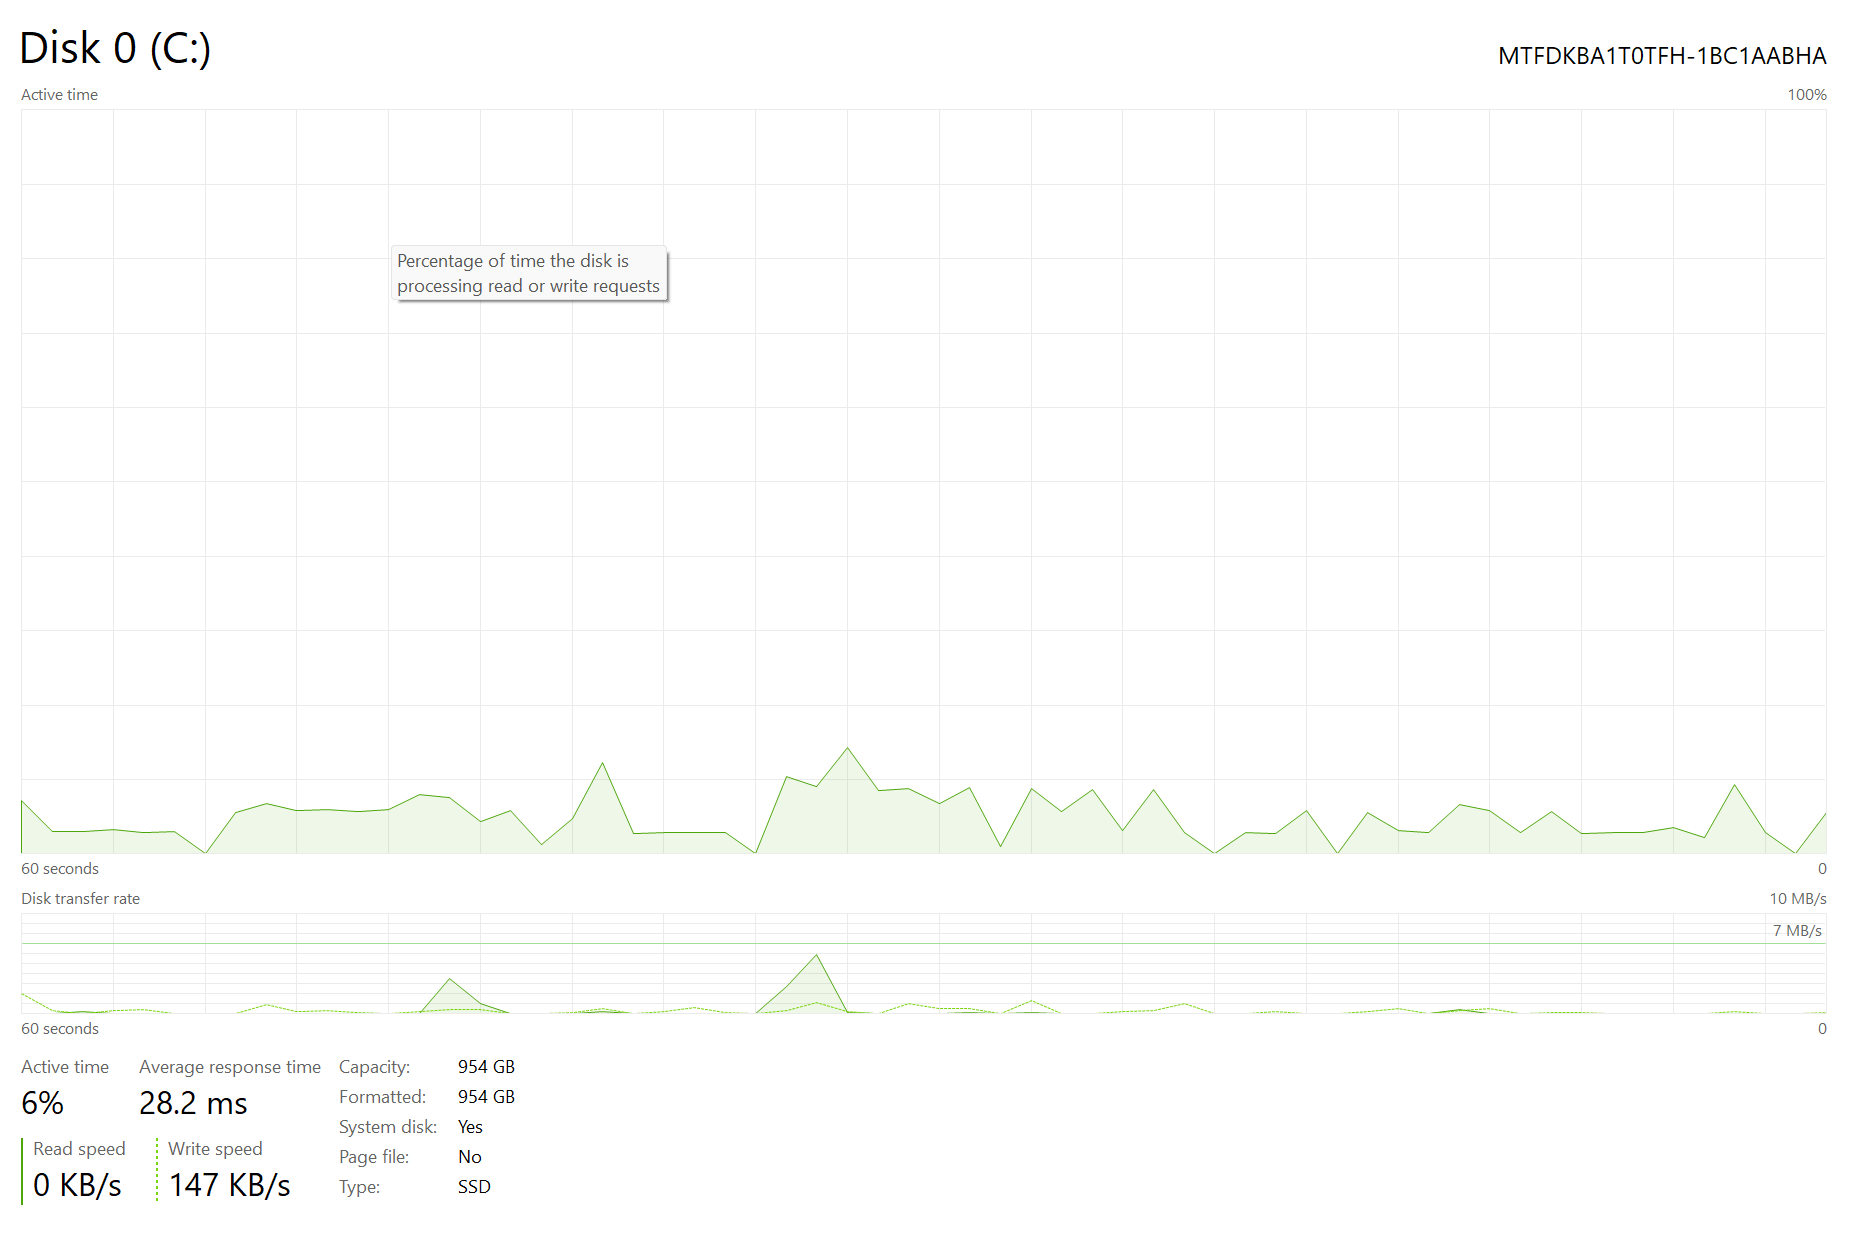 Disk 0 (C:)
MTFDKBA1T0TFH-1BC1AABHA
Active time
100%
Percentage of time the disk is
processing read or write requests
60 seconds
0
Disk transfer rate
10 MB/s
7 MB/s
60 seconds
0
Active time
6%
Average response time
28.2 ms
Read speed
0 KB/s
Write speed
147 KB/s
Capacity: 954 GB
Formatted: 954 GB
System disk: Yes
Page file: No
Type: SSD